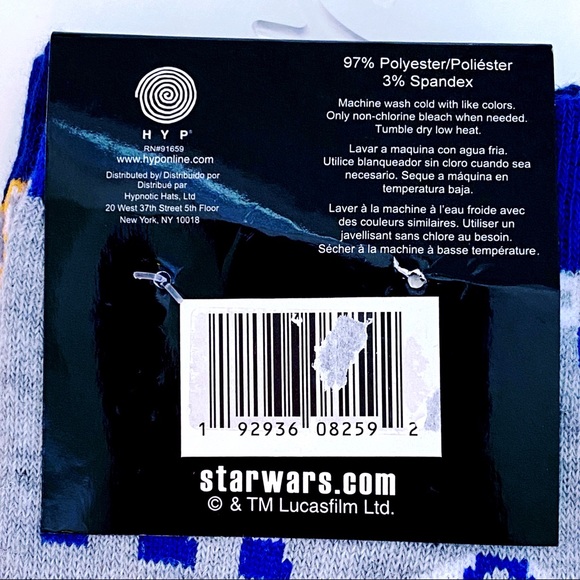 HYP®
RN#91659
www.hyponline.com
Distributed by/ Distribuido por
Distribué par
Hypnotic Hats, Ltd
20 West 37th Street 5th Floor
New York, NY 10018
97% Polyester/Poliéster
3% Spandex
Machine wash cold with like colors.
Only non-chlorine bleach when needed.
Tumble dry low heat.
Lavar a maquina con agua fria.
Utilice blanqueador sin cloro cuando sea
necesario. Seque a máquina en
temperatura baja.
Laver à la machine à l'eau froide avec
des couleurs similaires. Utiliser un
javellisant sans chlore au besoin.
Sécher à la machine à basse température.
1 92936 08259 2
starwars.com
© & TM Lucasfilm Ltd.